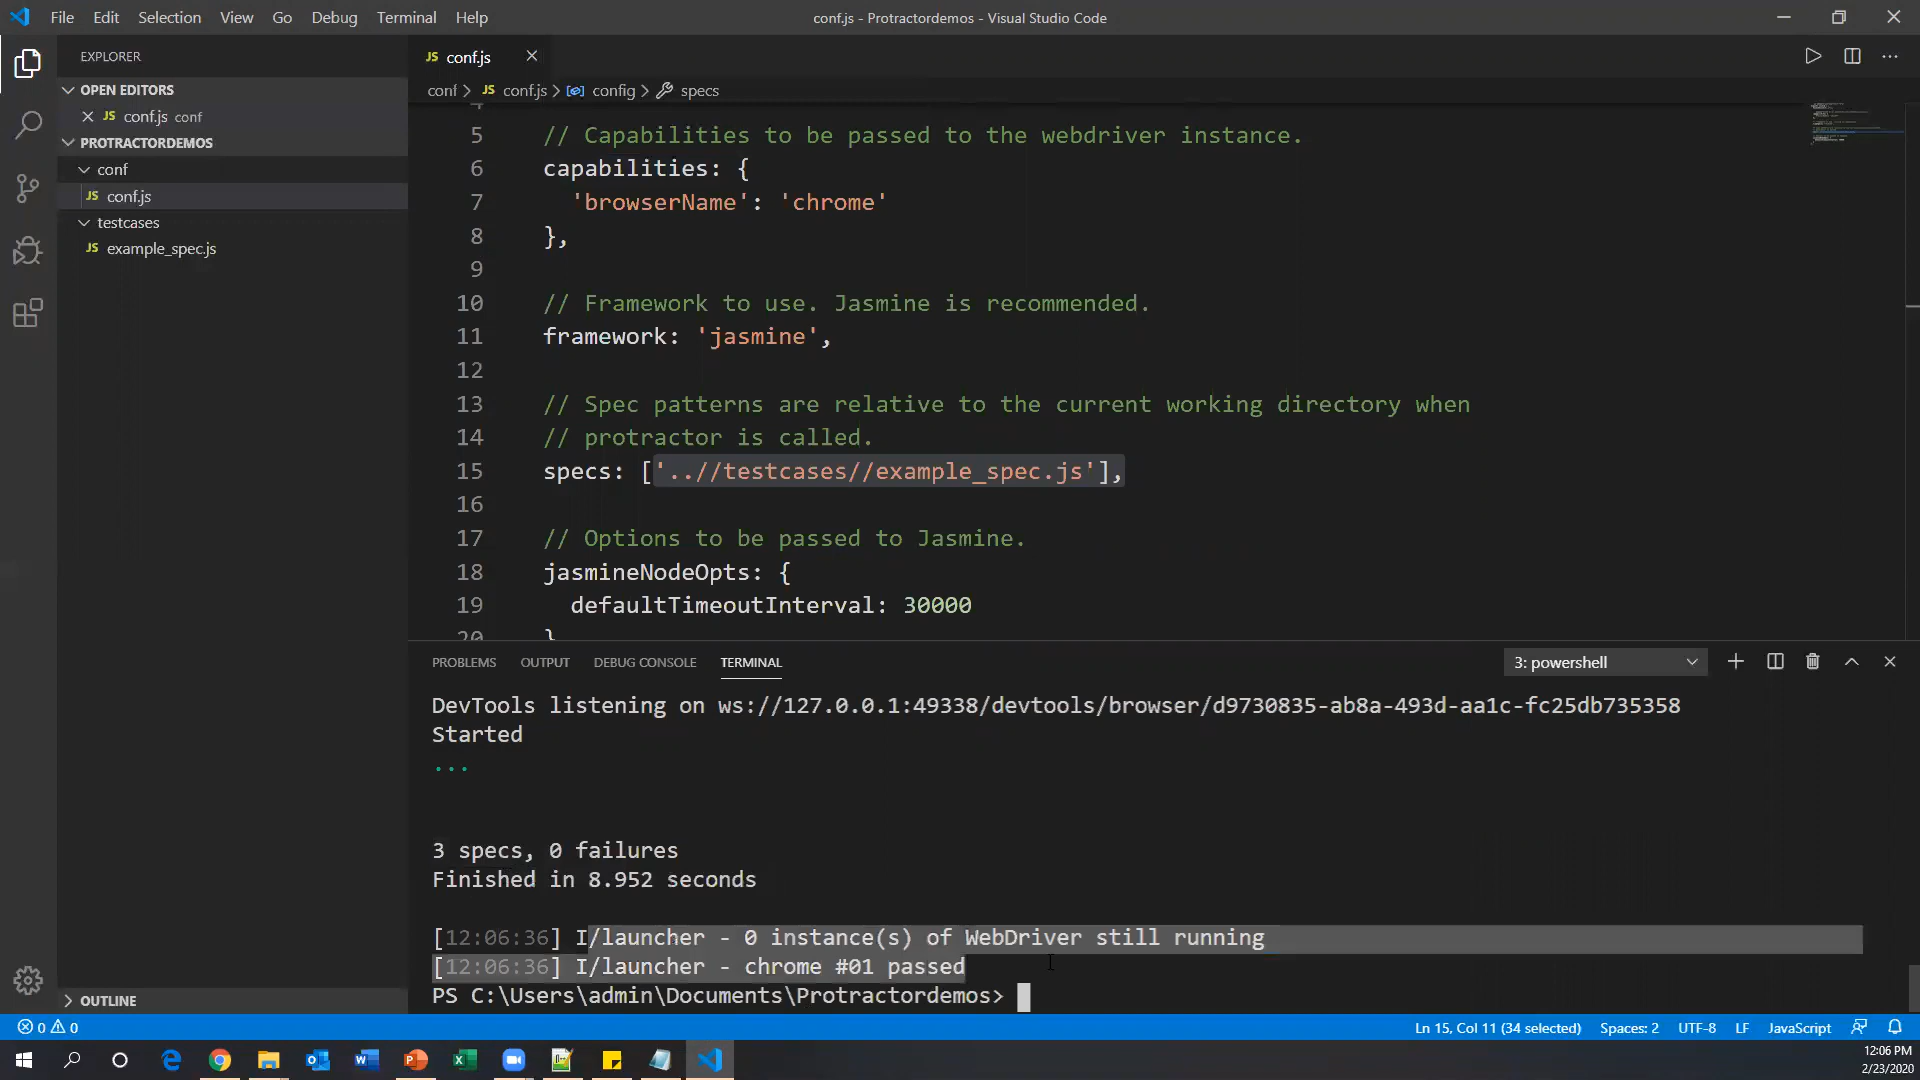 File Edit Selection View Go Debug Terminal Help
conf.js - Protractordemos - Visual Studio Code
EXPLORER
OPEN EDITORS
JS conf.js conf
PROTRACTORDEMOS
conf
JS conf.js
testcases
JS example_spec.js
OUTLINE
JS conf.js
conf > JS conf.js > config > specs
5 // Capabilities to be passed to the webdriver instance.
6 capabilities: {
7 'browserName': 'chrome'
8 },
9
10 // Framework to use. Jasmine is recommended.
11 framework: 'jasmine',
12
13 // Spec patterns are relative to the current working directory when
14 // protractor is called.
15 specs: ['..//testcases//example_spec.js'],
16
17 // Options to be passed to Jasmine.
18 jasmineNodeOpts: {
19 defaultTimeoutInterval: 30000
20 }
PROBLEMS OUTPUT DEBUG CONSOLE TERMINAL
3: powershell
DevTools listening on ws://127.0.0.1:49338/devtools/browser/d9730835-ab8a-493d-aa1c-fc25db735358
Started
...
3 specs, 0 failures
Finished in 8.952 seconds
[12:06:36] I/launcher - 0 instance(s) of WebDriver still running
[12:06:36] I/launcher - chrome #01 passed
PS C:\Users\admin\Documents\Protractordemos>
0 0
Ln 15, Col 11 (34 selected) Spaces: 2 UTF-8 LF JavaScript
12:06 PM
2/23/2020